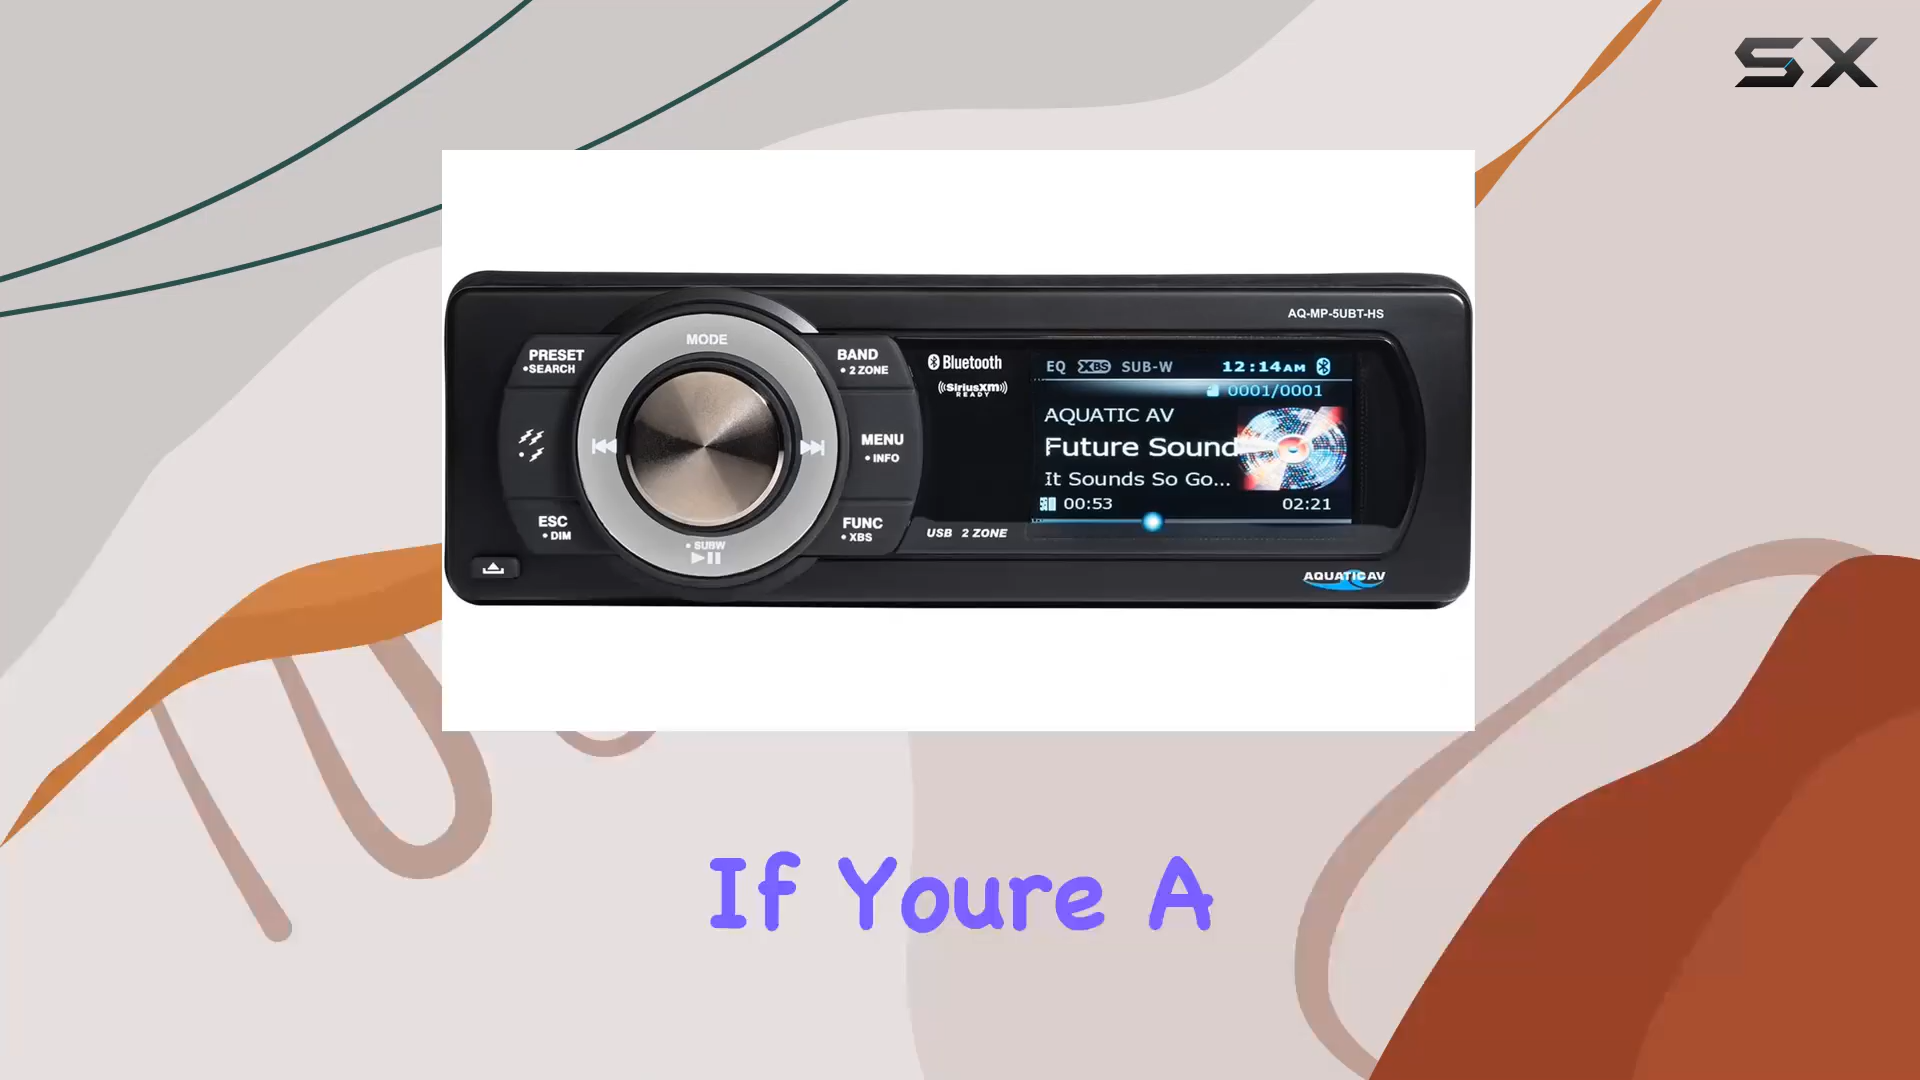 SX
AQ-MP-5UBT-HS
MODE
PRESET
•SEARCH
BAND
• 2 ZONE
Bluetooth
((SiriusXM))
READY
EQ XBS SUB-W 12:14AM
0001/0001
AQUATIC AV
Future Sound
It Sounds So Go...
00:53 02:21
MENU
• INFO
ESC
• DIM
FUNC
• XBS
• SUBW
USB 2 ZONE
AQUATICAV
If Youre A